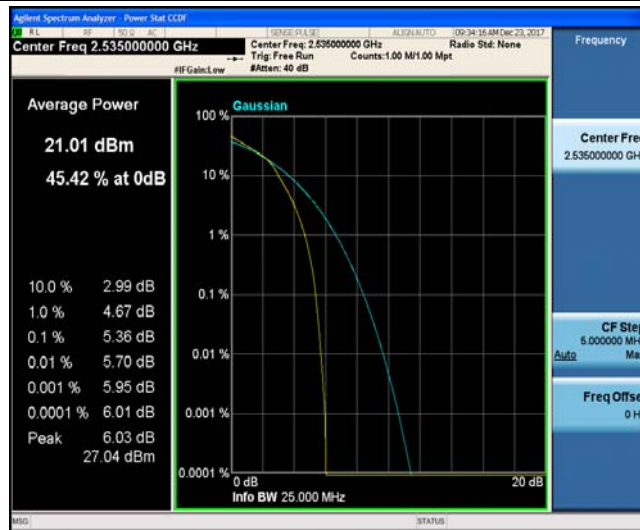 Agilent Spectrum Analyzer - Power Stat CCDF
RL RF 50 Ω AC SENSE:PULSE ALIGN AUTO 09:34:16 AM Dec 23, 2017
Center Freq 2.535000000 GHz
Center Freq: 2.535000000 GHz Radio Std: None
Trig: Free Run Counts:1.00 M/1.00 Mpt
#IFGain:Low #Atten: 40 dB
Frequency
Average Power
21.01 dBm
45.42 % at 0dB
10.0 % 2.99 dB
1.0 % 4.67 dB
0.1 % 5.36 dB
0.01 % 5.70 dB
0.001 % 5.95 dB
0.0001 % 6.01 dB
Peak 6.03 dB
27.04 dBm
Gaussian
100 %
10 %
1 %
0.1 %
0.01 %
0.001 %
0.0001 %
0 dB 20 dB
Info BW 25.000 MHz
Center Fre
2.535000000 GH
CF Step
5.000000 MH
Auto Ma
Freq Offse
0 H
MSG STATUS